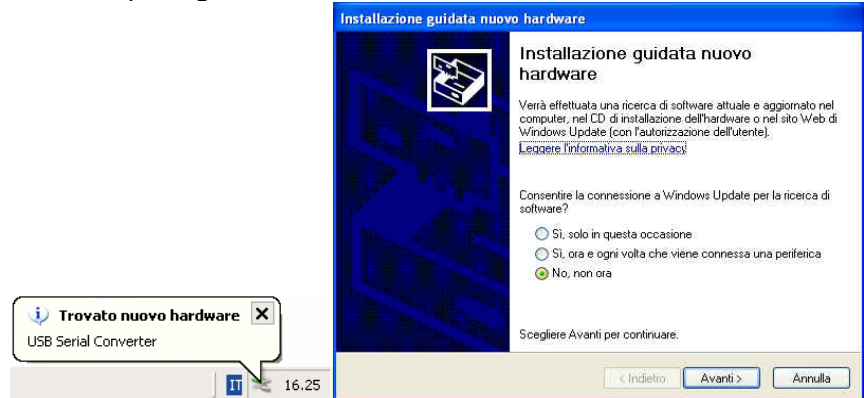 Installazione guidata nuovo hardware
Installazione guidata nuovo
hardware
Verrà effettuata una ricerca di software attuale e aggiornato nel
computer, nel CD di installazione dell'hardware o nel sito Web di
Windows Update (con l'autorizzazione dell'utente).
Leggere l'informativa sulla privacy
Consentire la connessione a Windows Update per la ricerca di
software?
Sì, solo in questa occasione
Sì, ora e ogni volta che viene connessa una periferica
No, non ora
Scegliere Avanti per continuare.
< Indietro Avanti > Annulla
Trovato nuovo hardware
USB Serial Converter
IT 16.25